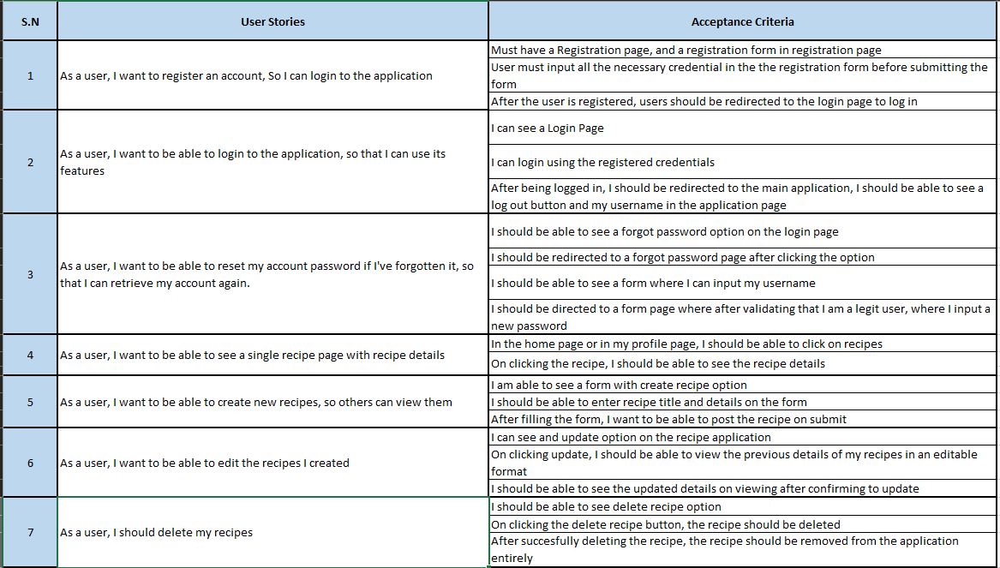 S.N
User Stories
Acceptance Criteria
1
As a user, I want to register an account, So I can login to the application
Must have a Registration page, and a registration form in registration page
User must input all the necessary credential in the the registration form before submitting the
form
After the user is registered, users should be redirected to the login page to log in
2
As a user, I want to be able to login to the application, so that I can use its
features
I can see a Login Page
I can login using the registered credentials
After being logged in, I should be redirected to the main application, I should be able to see a
log out button and my username in the application page
3
As a user, I want to be able to reset my account password if I've forgotten it, so
that I can retrieve my account again.
I should be able to see a forgot password option on the login page
I should be redirected to a forgot password page after clicking the option
I should be able to see a form where I can input my username
I should be directed to a form page where after validating that I am a legit user, where I input a
new password
4
As a user, I want to be able to see a single recipe page with recipe details
In the home page or in my profile page, I should be able to click on recipes
On clicking the recipe, I should be able to see the recipe details
5
As a user, I want to be able to create new recipes, so others can view them
I am able to see a form with create recipe option
I should be able to enter recipe title and details on the form
After filling the form, I want to be able to post the recipe on submit
6
As a user, I want to be able to edit the recipes I created
I can see and update option on the recipe application
On clicking update, I should be able to view the previous details of my recipes in an editable
format
I should be able to see the updated details on viewing after confirming to update
7
As a user, I should delete my recipes
I should be able to see delete recipe option
On clicking the delete recipe button, the recipe should be deleted
After succesfully deleting the recipe, the recipe should be removed from the application
entirely